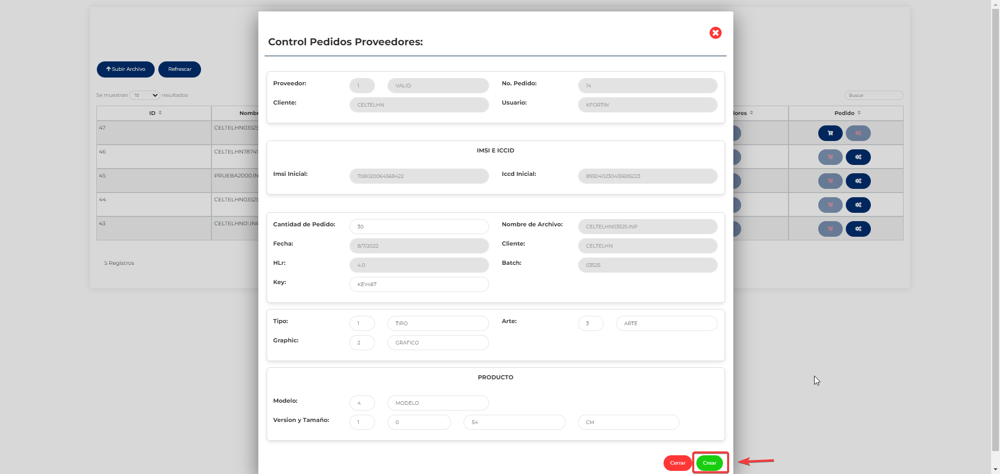 Control Pedidos Proveedores:
Subir Archivo Refrescar
Se muestran 10 resultados Buscar
ID Nombr dores Pedido
47 CELTELHN03525
46 CELTELHN78741
45 PRUEBA2000.IN
44 CELTELHN03525
43 CELTELHN01.INP
5 Registros
Proveedor: 1 VALID No. Pedido: 14
Cliente: CELTELHN Usuario: KFORTIN
IMSI E ICCID
Imsi Inicial: 708020064568422 Iccd Inicial: 895040230455695223
Cantidad de Pedido: 30 Nombre de Archivo: CELTELHN03525.INP
Fecha: 8/7/2022 Cliente: CELTELHN
HLr: 4.0 Batch: 03525
Key: KEY487
Tipo: 1 TIPO Arte: 3 ARTE
Graphic: 2 GRAFICO
PRODUCTO
Modelo: 4 MODELO
Version y Tamaño: 1 0 54 CM
Cerrar Crear